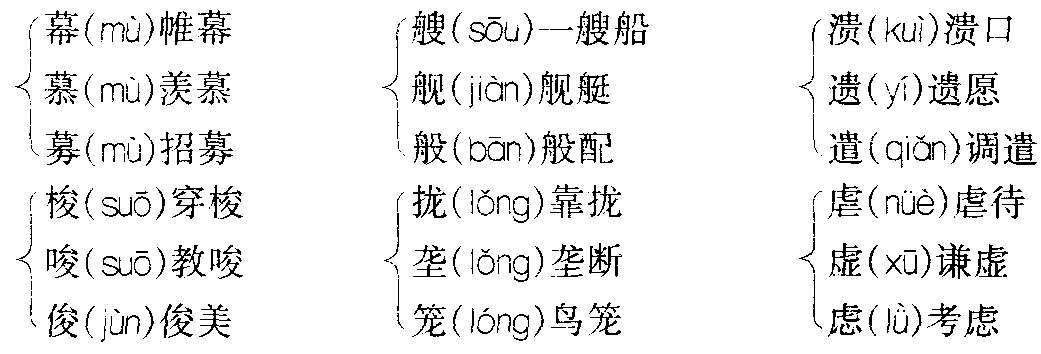 幕(mù)帷幕 艘(sōu)一艘船 溃(kuì)溃口
慕(mù)羡慕 舰(jiàn)舰艇 遗(yí)遗愿
募(mù)招募 般(bān)般配 遣(qiǎn)调遣
梭(suō)穿梭 拢(lǒng)靠拢 虐(nüè)虐待
唆(suō)教唆 垄(lǒng)垄断 虚(xū)谦虚
俊(jùn)俊美 笼(lóng)鸟笼 虑(lǜ)考虑